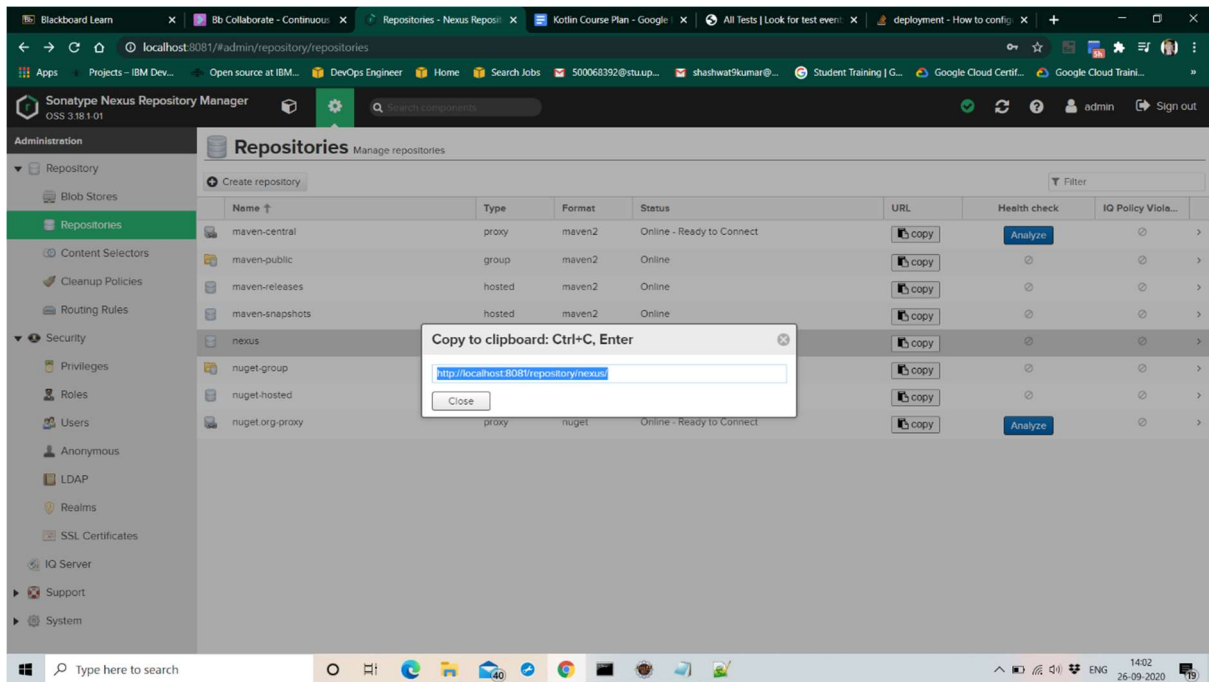 Blackboard Learn
Bb Collaborate - Continuous
Repositories - Nexus Reposit
Kotlin Course Plan - Google
All Tests | Look for test event
deployment - How to config
localhost:8081/#admin/repository/repositories
Apps
Projects – IBM Dev...
Open source at IBM...
DevOps Engineer
Home
Search Jobs
500068392@stu.up...
shashwat9kumar@...
Student Training | G...
Google Cloud Certif...
Google Cloud Traini...
»
Sonatype Nexus Repository Manager
OSS 3.18.1-01
Search components
admin
Sign out
Administration
Repositories Manage repositories
Repository
Create repository
Filter
Blob Stores
Name
Type
Format
Status
URL
Health check
IQ Policy Viola...
Repositories
maven-central proxy maven2 Online - Ready to Connect copy Analyze
Content Selectors
maven-public group maven2 Online copy
Cleanup Policies
maven-releases hosted maven2 Online copy
Routing Rules
maven-snapshots hosted maven2 Online copy
Security
nexus copy
Copy to clipboard: Ctrl+C, Enter
http://localhost:8081/repository/nexus/
Close
Privileges
nuget-group copy
Roles
nuget-hosted copy
Users
nuget.org-proxy proxy nuget Online - Ready to Connect copy Analyze
Anonymous
LDAP
Realms
SSL Certificates
IQ Server
Support
System
Type here to search
40
ENG
14:02
26-09-2020
19